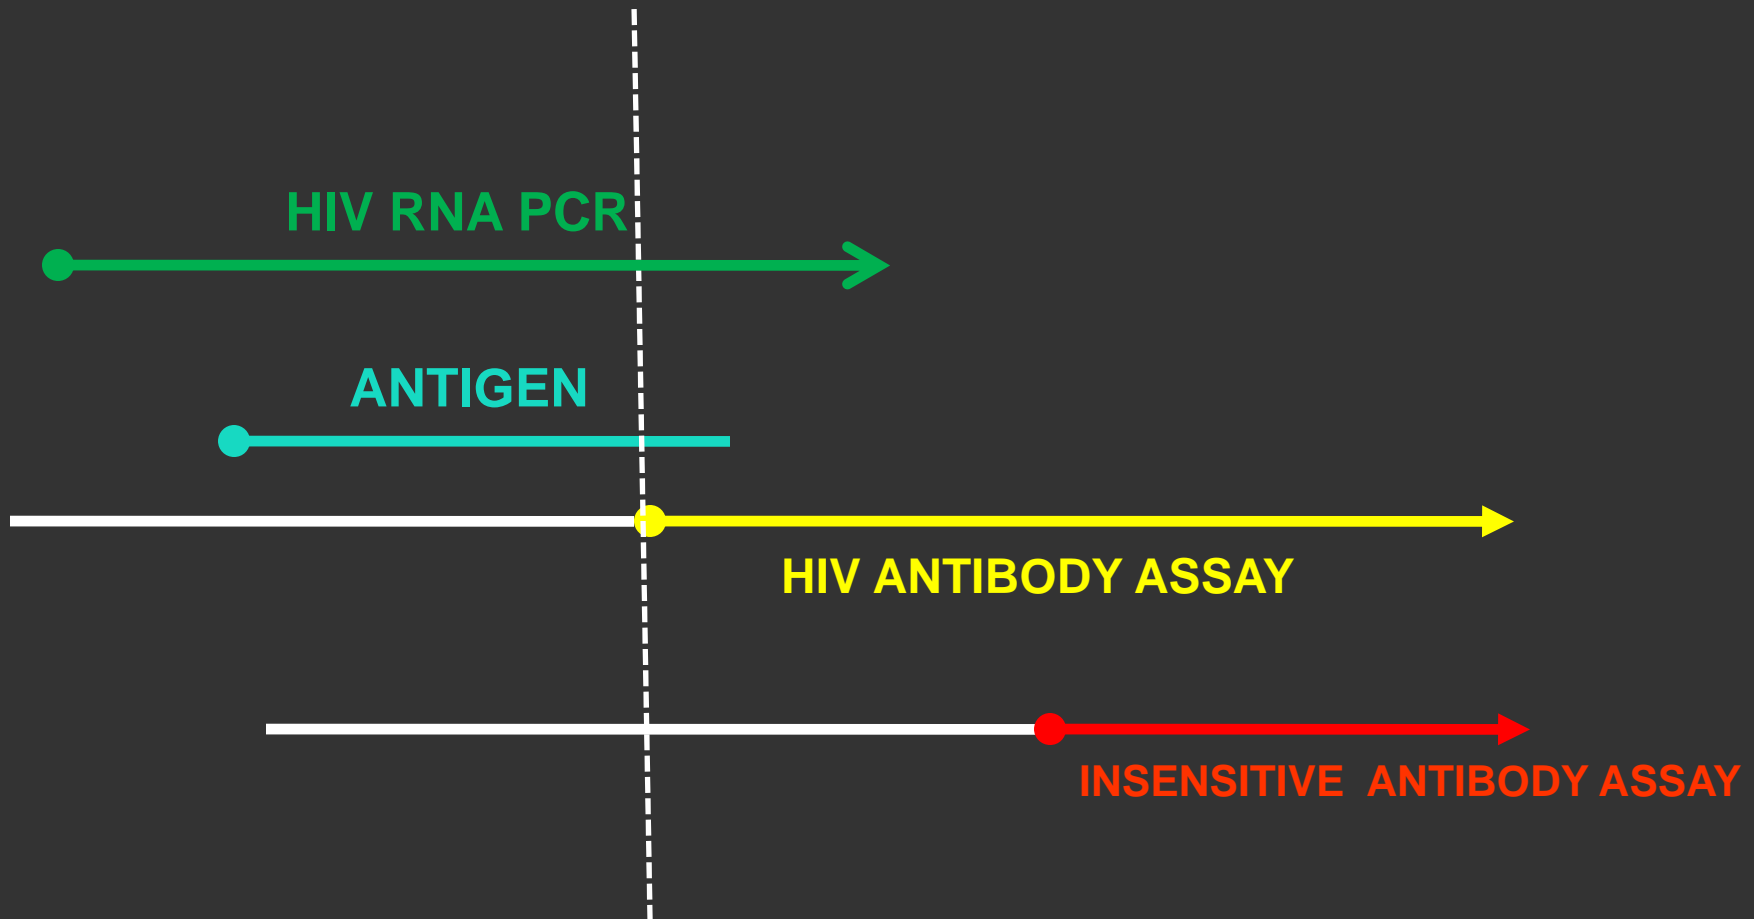 HIV RNA PCR
ANTIGEN
HIV ANTIBODY ASSAY
INSENSITIVE ANTIBODY ASSAY